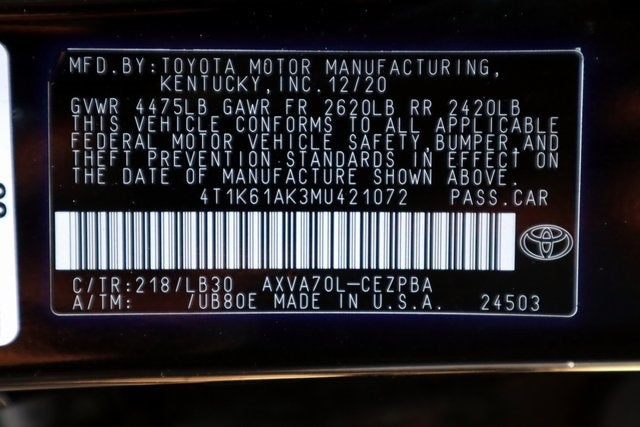 MFD.BY:TOYOTA MOTOR MANUFACTURING,
KENTUCKY,INC.12/20
GVWR 4475LB GAWR FR 2620LB RR 2420LB
THIS VEHICLE CONFORMS TO ALL APPLICABLE
FEDERAL MOTOR VEHICLE SAFETY,BUMPER,AND
THEFT PREVENTION STANDARDS IN EFFECT ON
THE DATE OF MANUFACTURE SHOWN ABOVE.
4T1K61AK3MU421072 PASS.CAR
C/TR:218/LB30 AXVA70L-CEZPBA
A/TM: /UB80E MADE IN U.S.A. 24503